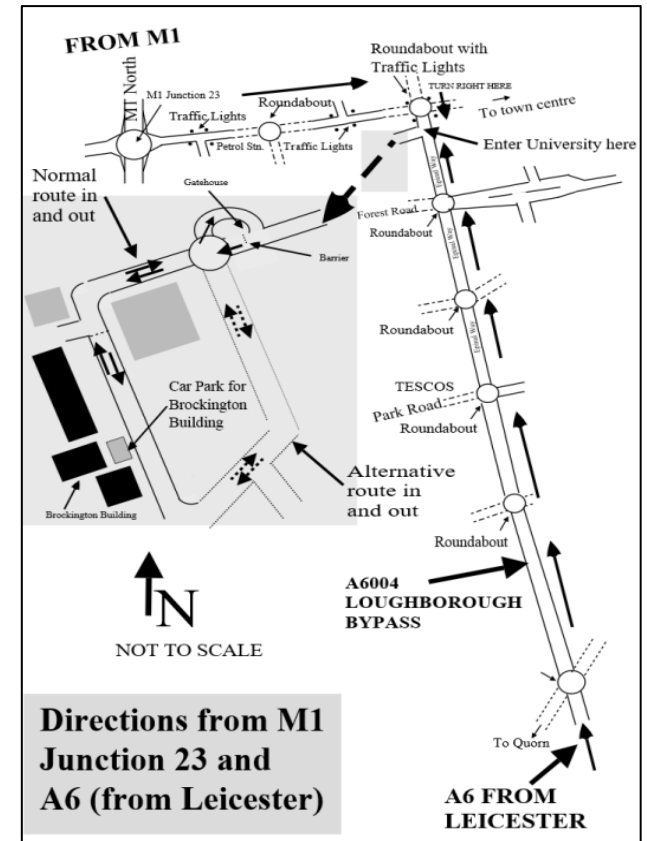 FROM M1
Roundabout with
Traffic Lights
M1 North
M1 Junction 23
TURN RIGHT HERE
Roundabout
Traffic Lights
To town centre
Petrol Stn.
Traffic Lights
Enter University here
Normal
route in
and out
Gatehouse
Epinal Way
Forest Road
Roundabout
Barrier
Epinal Way
Roundabout
Epinal Way
Car Park for
Brockington
Building
TESCOS
Park Road
Roundabout
Alternative
route in
and out
Brockington Building
Roundabout
N
NOT TO SCALE
A6004
LOUGHBOROUGH
BYPASS
Directions from M1
Junction 23 and
A6 (from Leicester)
To Quorn
A6 FROM
LEICESTER